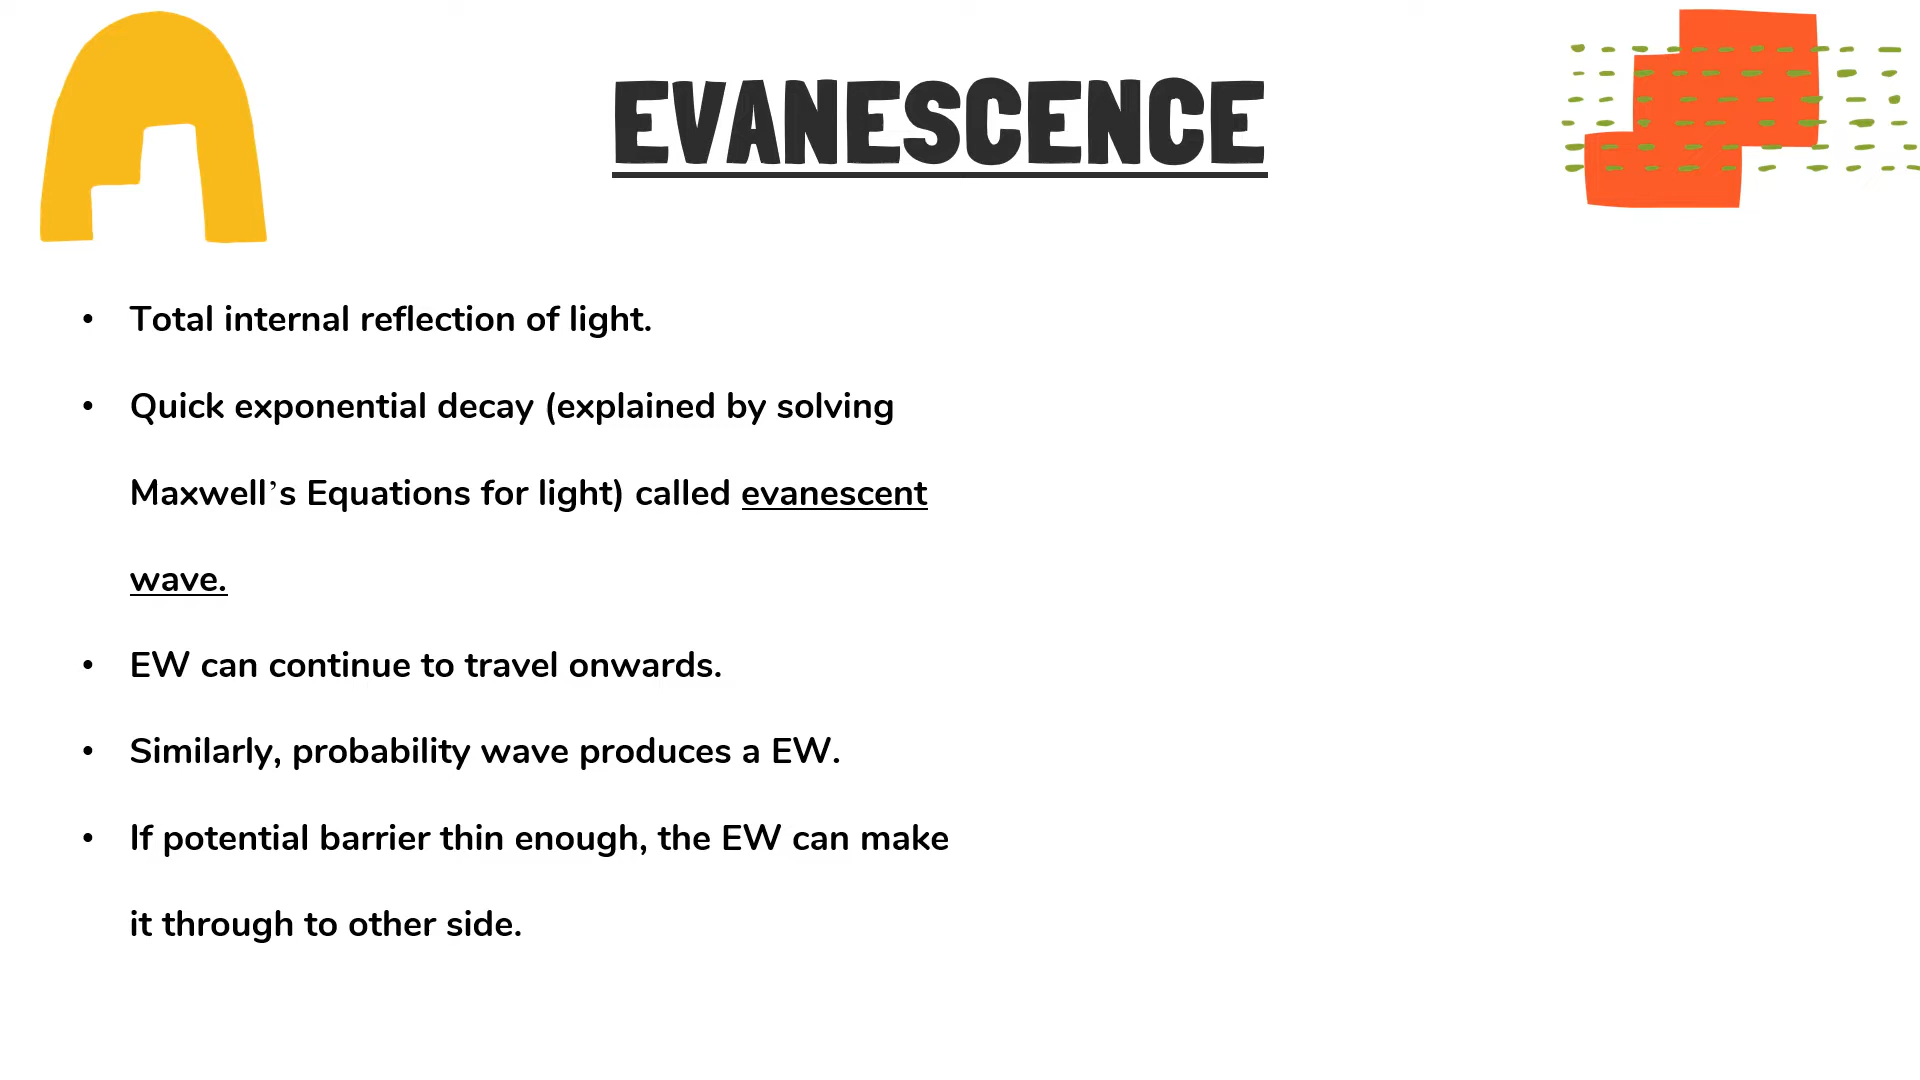 EVANESCENCE
• Total internal reflection of light.
• Quick exponential decay (explained by solving
Maxwell’s Equations for light) called evanescent
wave.
• EW can continue to travel onwards.
• Similarly, probability wave produces a EW.
• If potential barrier thin enough, the EW can make
it through to other side.